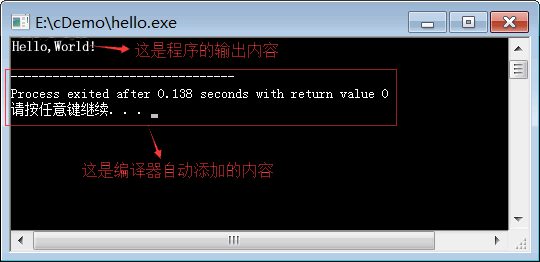 E:\cDemo\hello.exe
Hello,World!
这是程序的输出内容
--------------------------------
Process exited after 0.138 seconds with return value 0
请按任意键继续. . .
这是编译器自动添加的内容